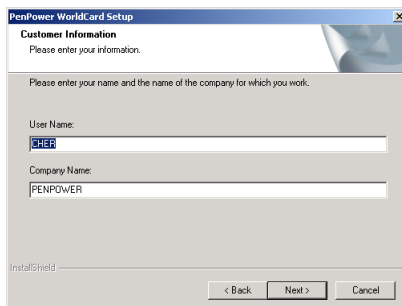 PenPower WorldCard Setup
Customer Information
Please enter your information.
Please enter your name and the name of the company for which you work.
User Name:
CHER
Company Name:
PENPOWER
InstallShield
< Back Next > Cancel